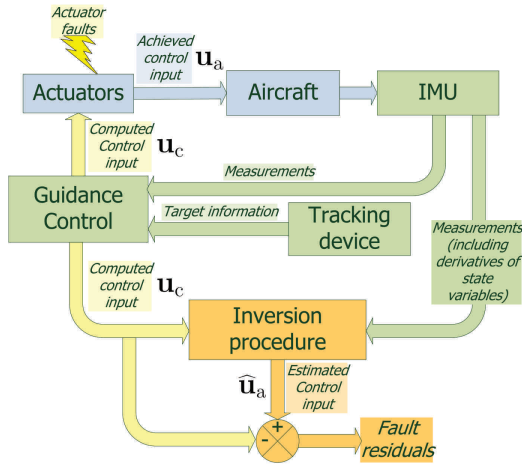 Actuator
faults
Achieved
control
input
u_a
Actuators
Aircraft
IMU
Computed
Control
input
u_c
Measurements
Guidance
Control
Target information
Tracking
device
Measurements
(including
derivatives of
state
variables)
Computed
control
input
u_c
Inversion
procedure
û_a
Estimated
Control
input
+
-
Fault
residuals